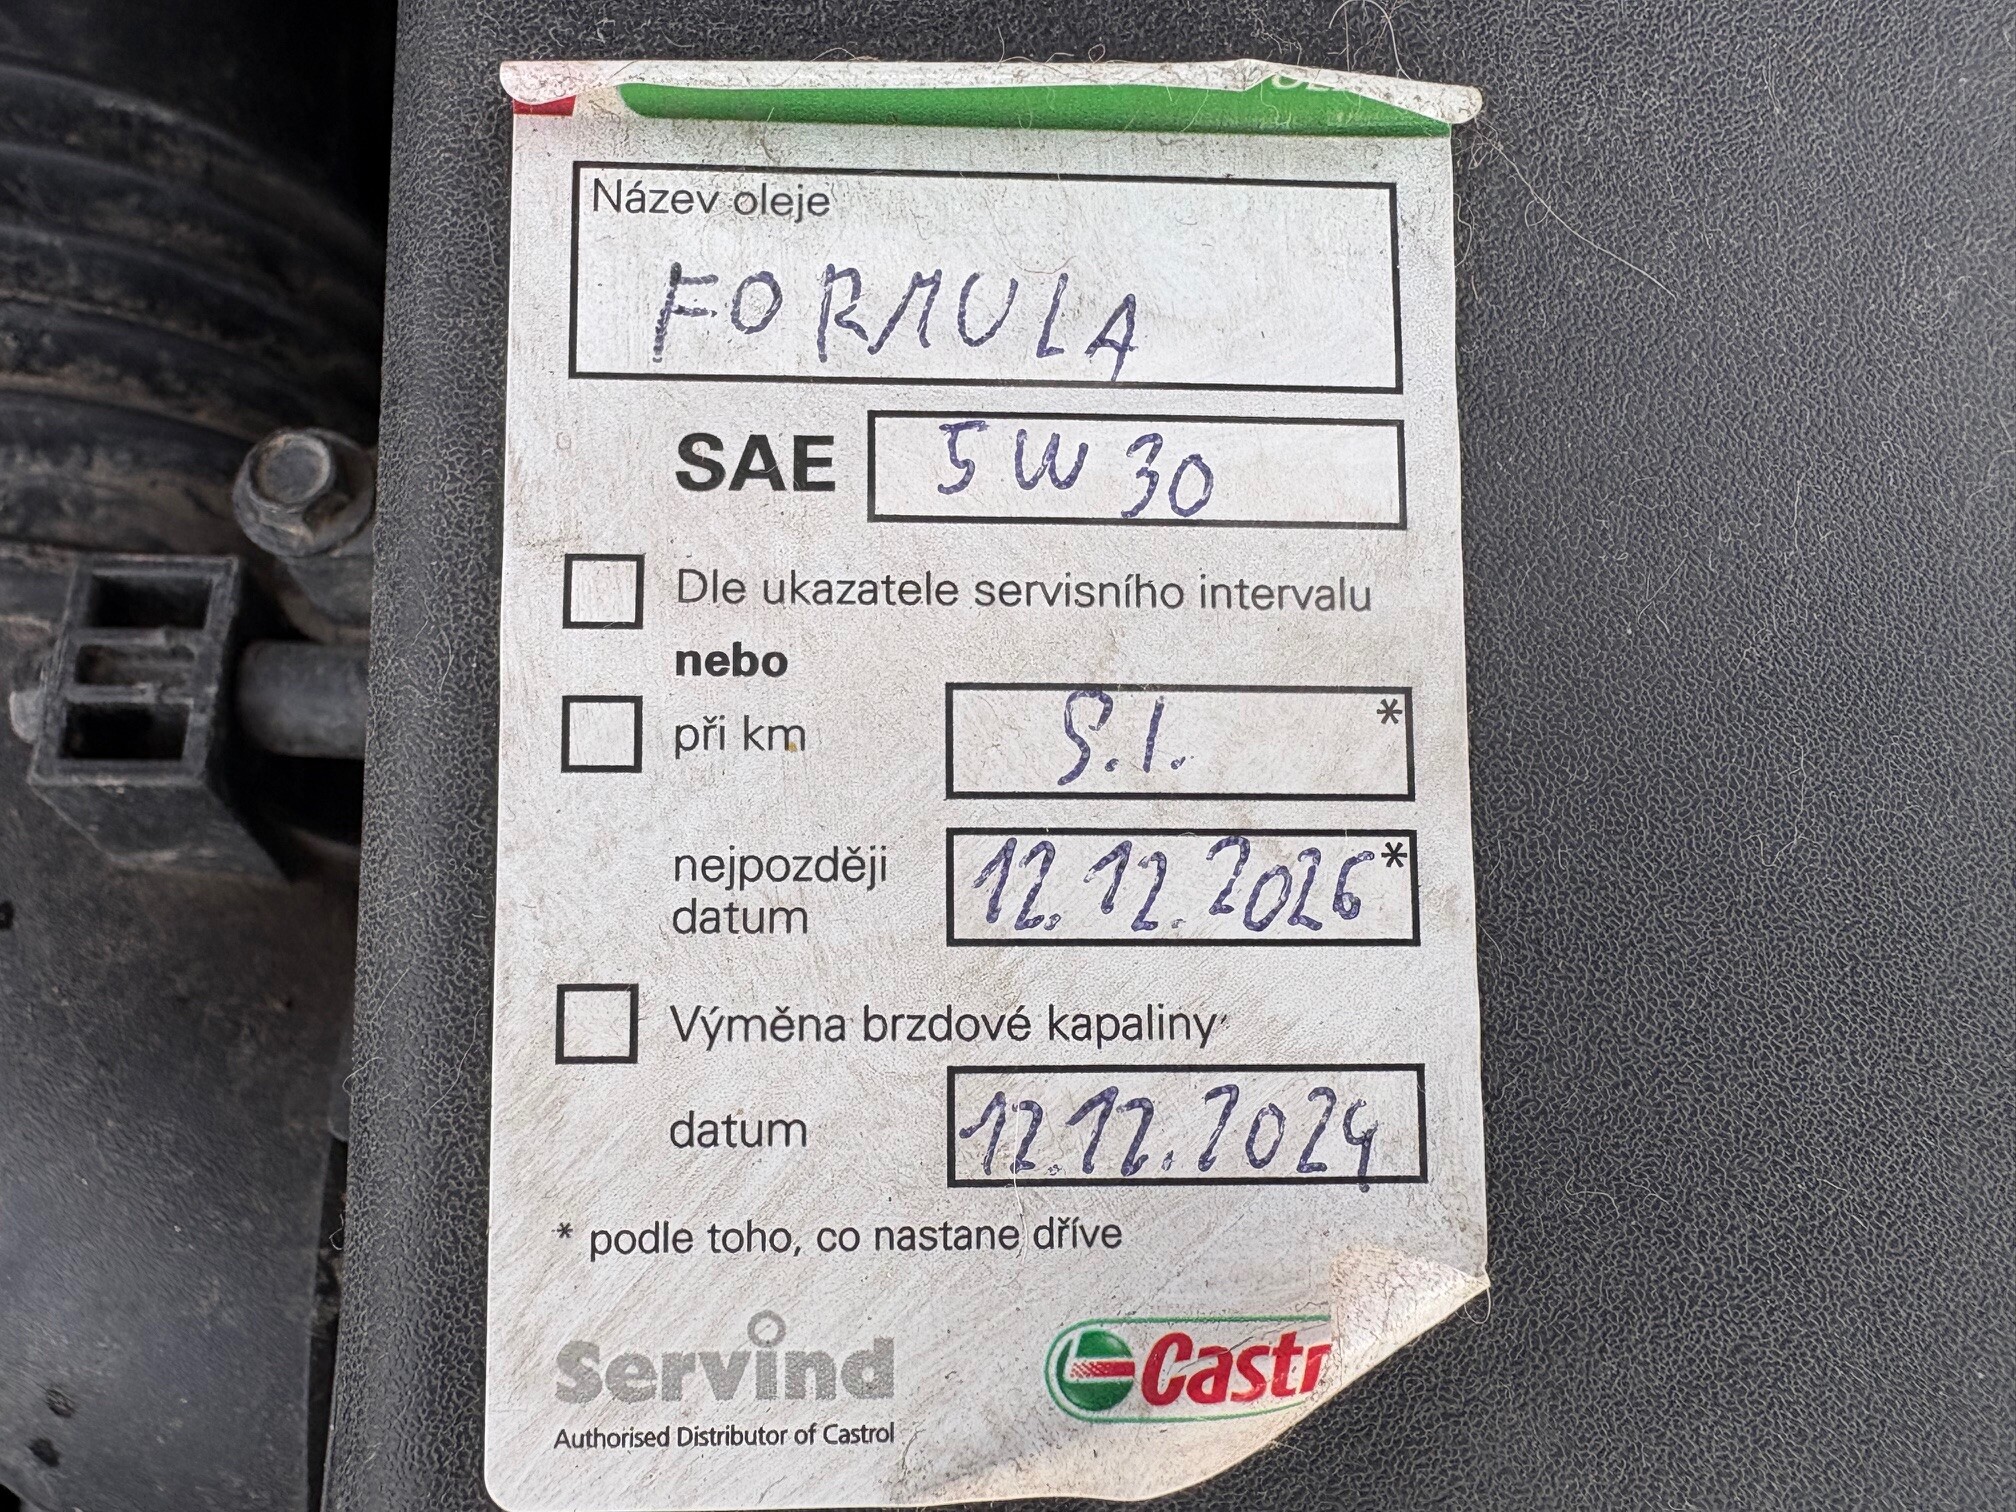 Název oleje
FORMULA
SAE 5W30
Dle ukazatele servisního intervalu
nebo
při km S.I. *
nejpozději
datum 12.12.2026*
Výměna brzdové kapaliny
datum 12.12.2024
* podle toho, co nastane dříve
Servind
Authorised Distributor of Castrol
Castr